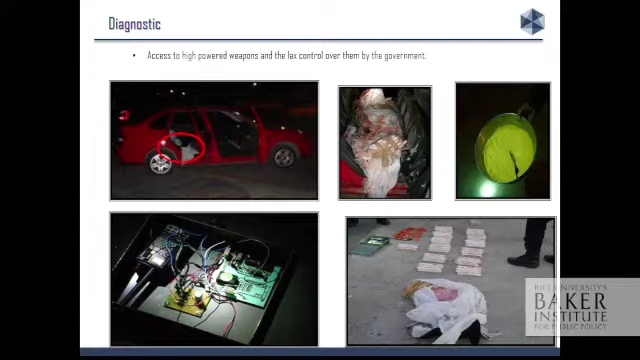 Diagnostic
• Access to high powered weapons and the lax control over them by the government.
RICE UNIVERSITY'S
BAKER
INSTITUTE
FOR PUBLIC POLICY